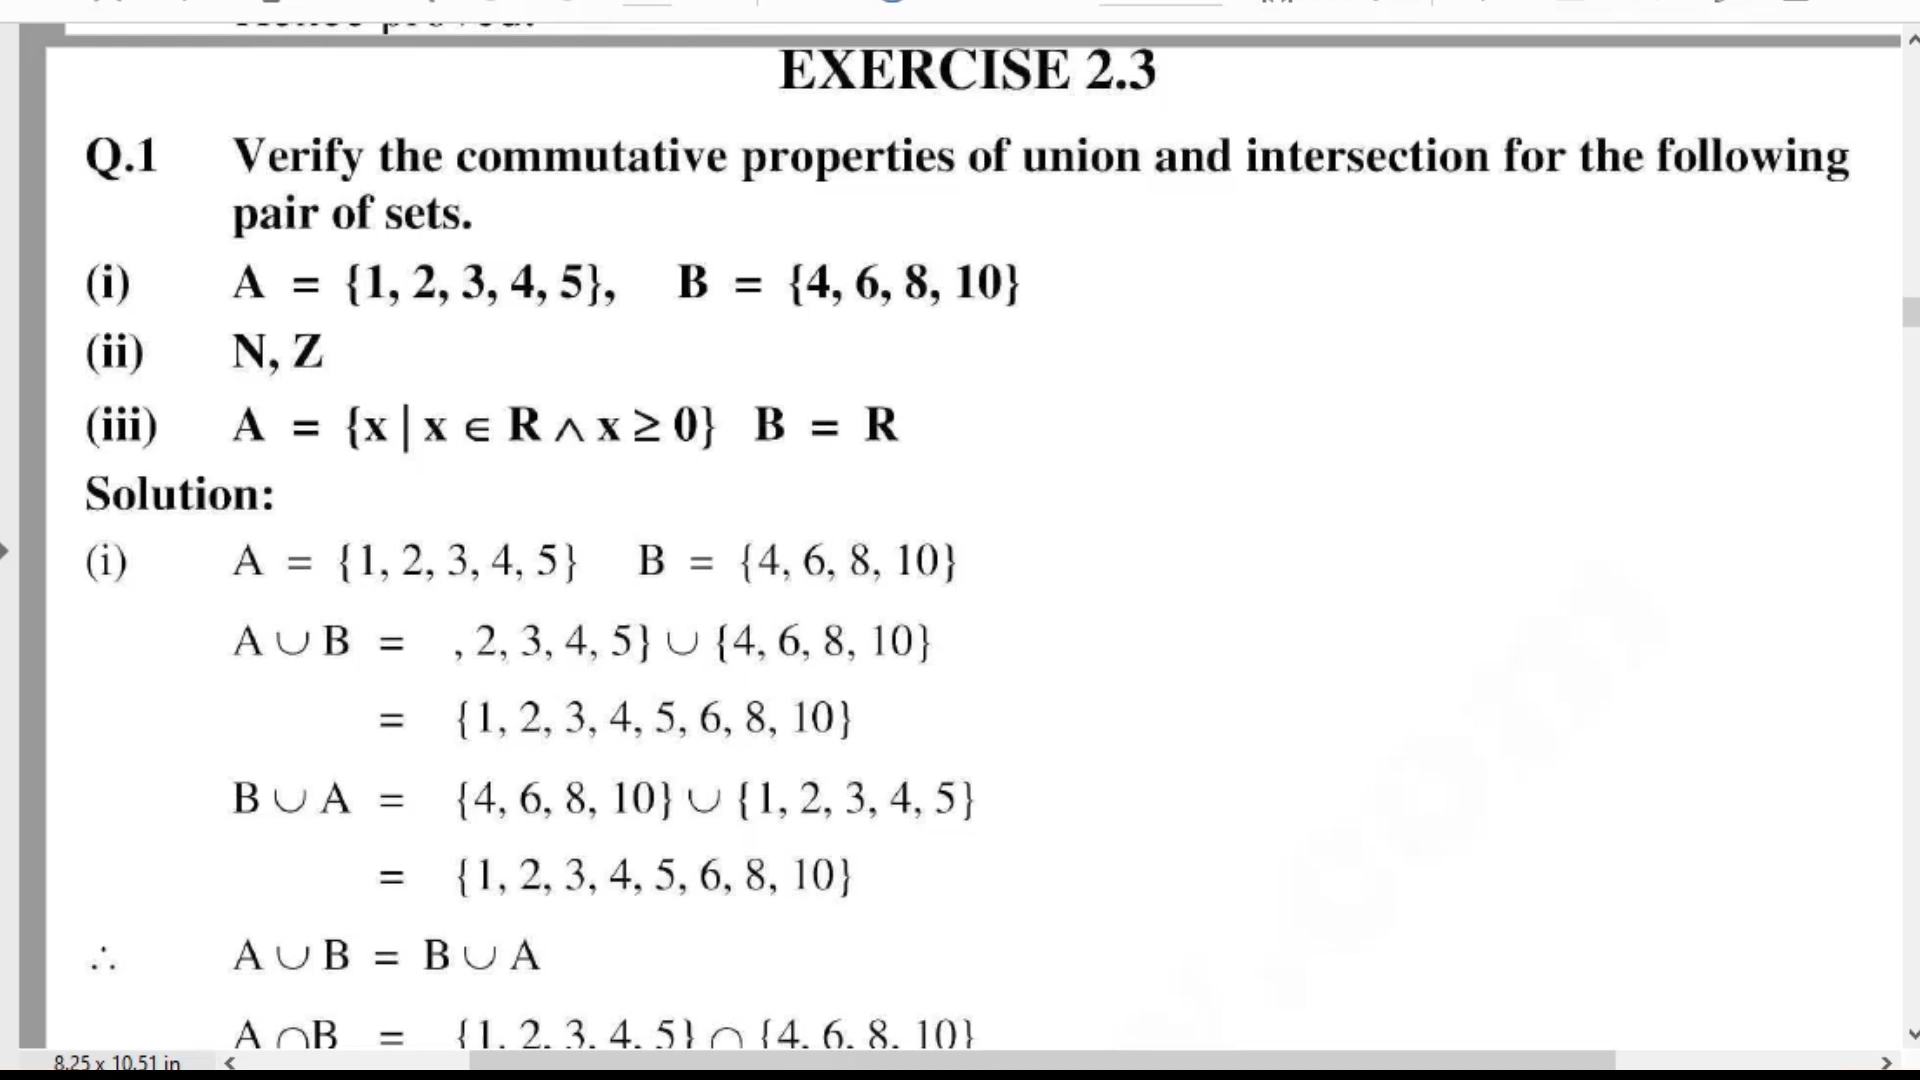 EXERCISE 2.3
Q.1 Verify the commutative properties of union and intersection for the following
pair of sets.
(i) A = {1, 2, 3, 4, 5}, B = {4, 6, 8, 10}
(ii) N, Z
(iii) A = {x | x ∈ R ∧ x ≥ 0} B = R
Solution:
(i) A = {1, 2, 3, 4, 5} B = {4, 6, 8, 10}
A ∪ B = , 2, 3, 4, 5} ∪ {4, 6, 8, 10}
= {1, 2, 3, 4, 5, 6, 8, 10}
B ∪ A = {4, 6, 8, 10} ∪ {1, 2, 3, 4, 5}
= {1, 2, 3, 4, 5, 6, 8, 10}
∴ A ∪ B = B ∪ A
A ∩B = {1, 2, 3, 4, 5} ∩ {4, 6, 8, 10}
8.25 x 10.51 in